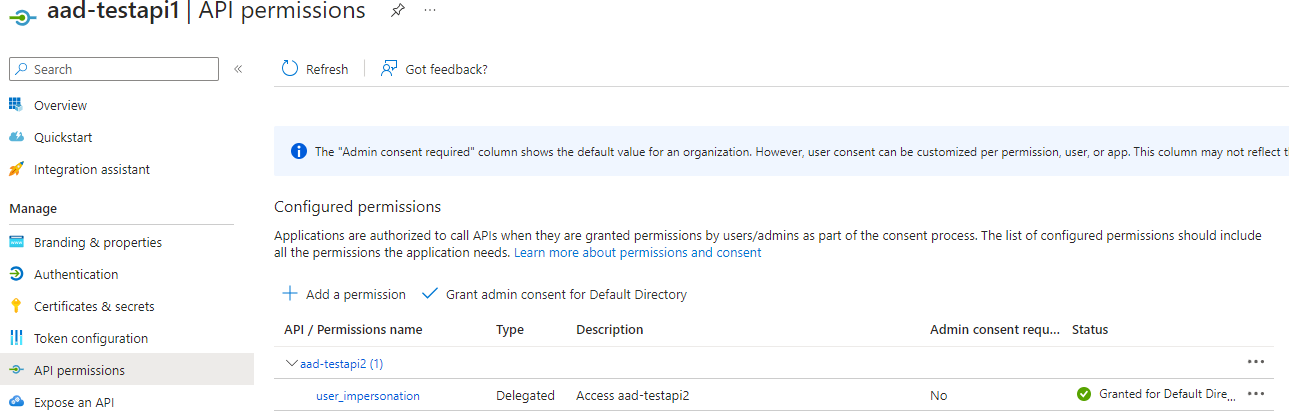 aad-testapi1 | API permissions
Search
Refresh
Got feedback?
Overview
Quickstart
Integration assistant
Manage
Branding & properties
Authentication
Certificates & secrets
Token configuration
API permissions
Expose an API
The "Admin consent required" column shows the default value for an organization. However, user consent can be customized per permission, user, or app. This column may not reflect
Configured permissions
Applications are authorized to call APIs when they are granted permissions by users/admins as part of the consent process. The list of configured permissions should include
all the permissions the application needs. Learn more about permissions and consent
Add a permission
Grant admin consent for Default Directory
API / Permissions name Type Description Admin consent requ... Status
aad-testapi2 (1)
user_impersonation Delegated Access aad-testapi2 No Granted for Default Dire...